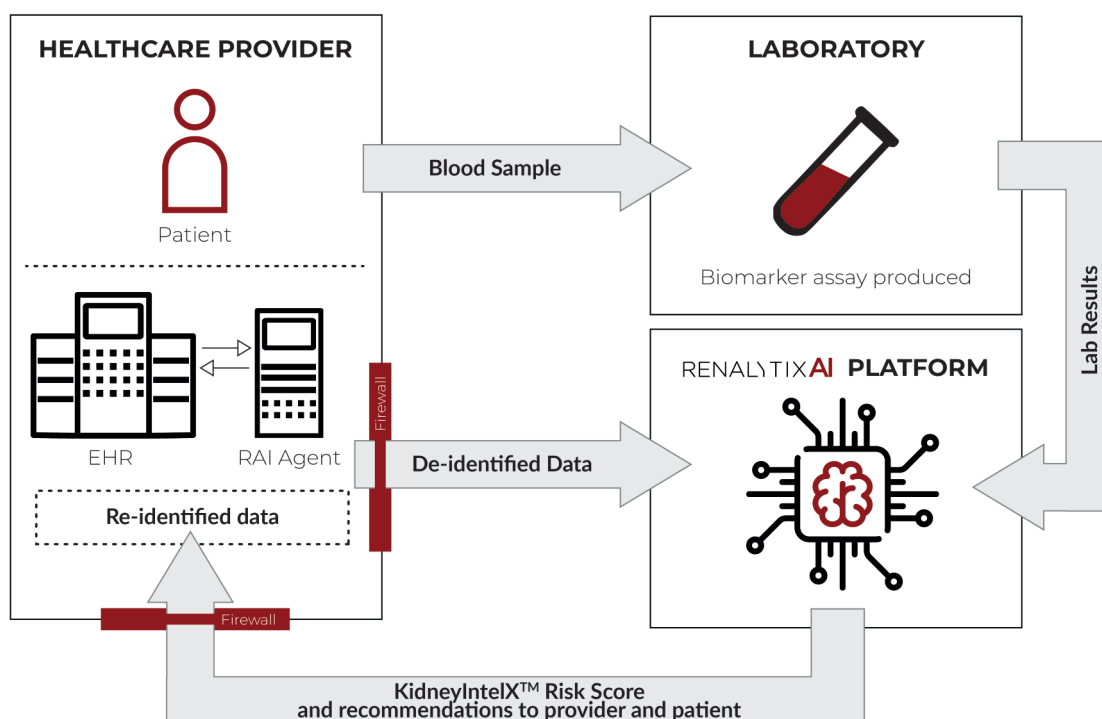 HEALTHCARE PROVIDER
Patient
EHR
RAI Agent
Re-identified data
Firewall
Firewall
Blood Sample
De-identified Data
LABORATORY
Biomarker assay produced
Lab Results
RENALYTIXAI PLATFORM
KidneyIntelX™ Risk Score
and recommendations to provider and patient